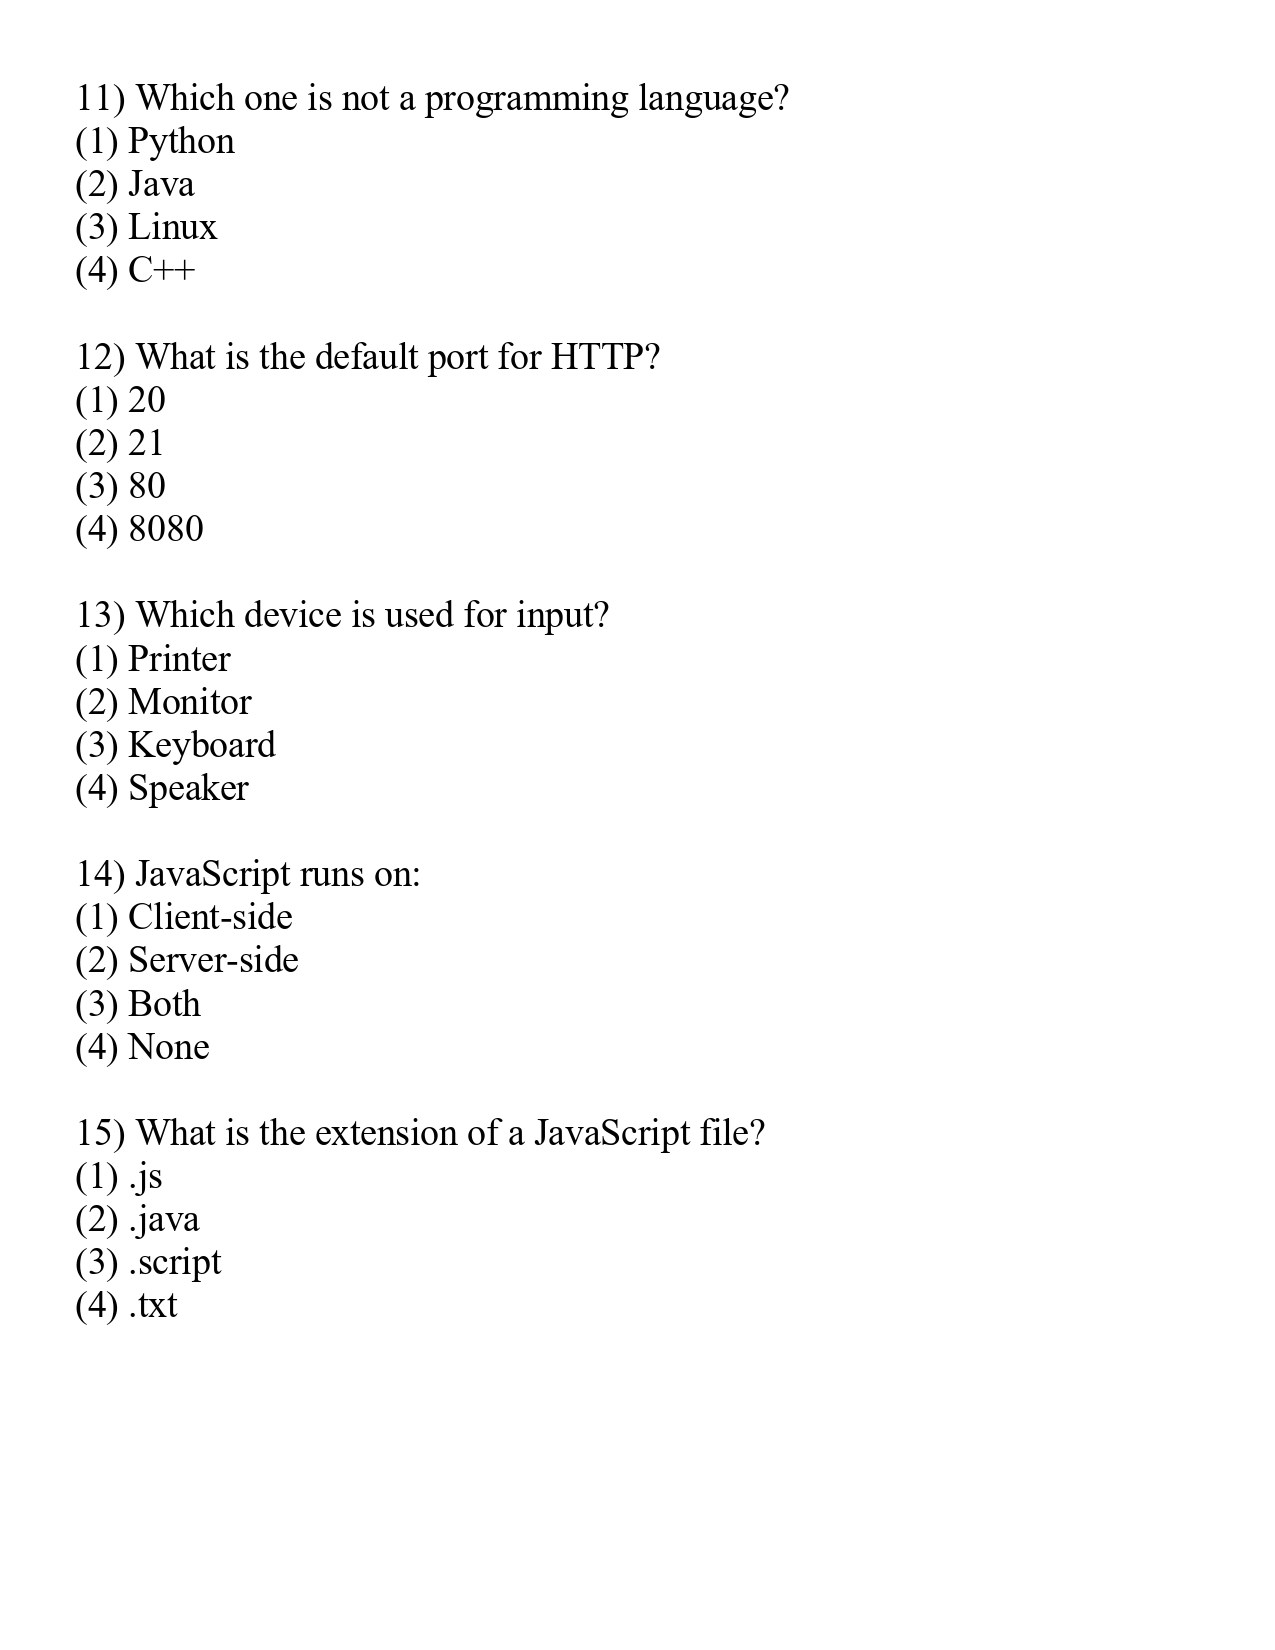 11) Which one is not a programming language?
(1) Python
(2) Java
(3) Linux
(4) C++
12) What is the default port for HTTP?
(1) 20
(2) 21
(3) 80
(4) 8080
13) Which device is used for input?
(1) Printer
(2) Monitor
(3) Keyboard
(4) Speaker
14) JavaScript runs on:
(1) Client-side
(2) Server-side
(3) Both
(4) None
15) What is the extension of a JavaScript file?
(1) .js
(2) .java
(3) .script
(4) .txt